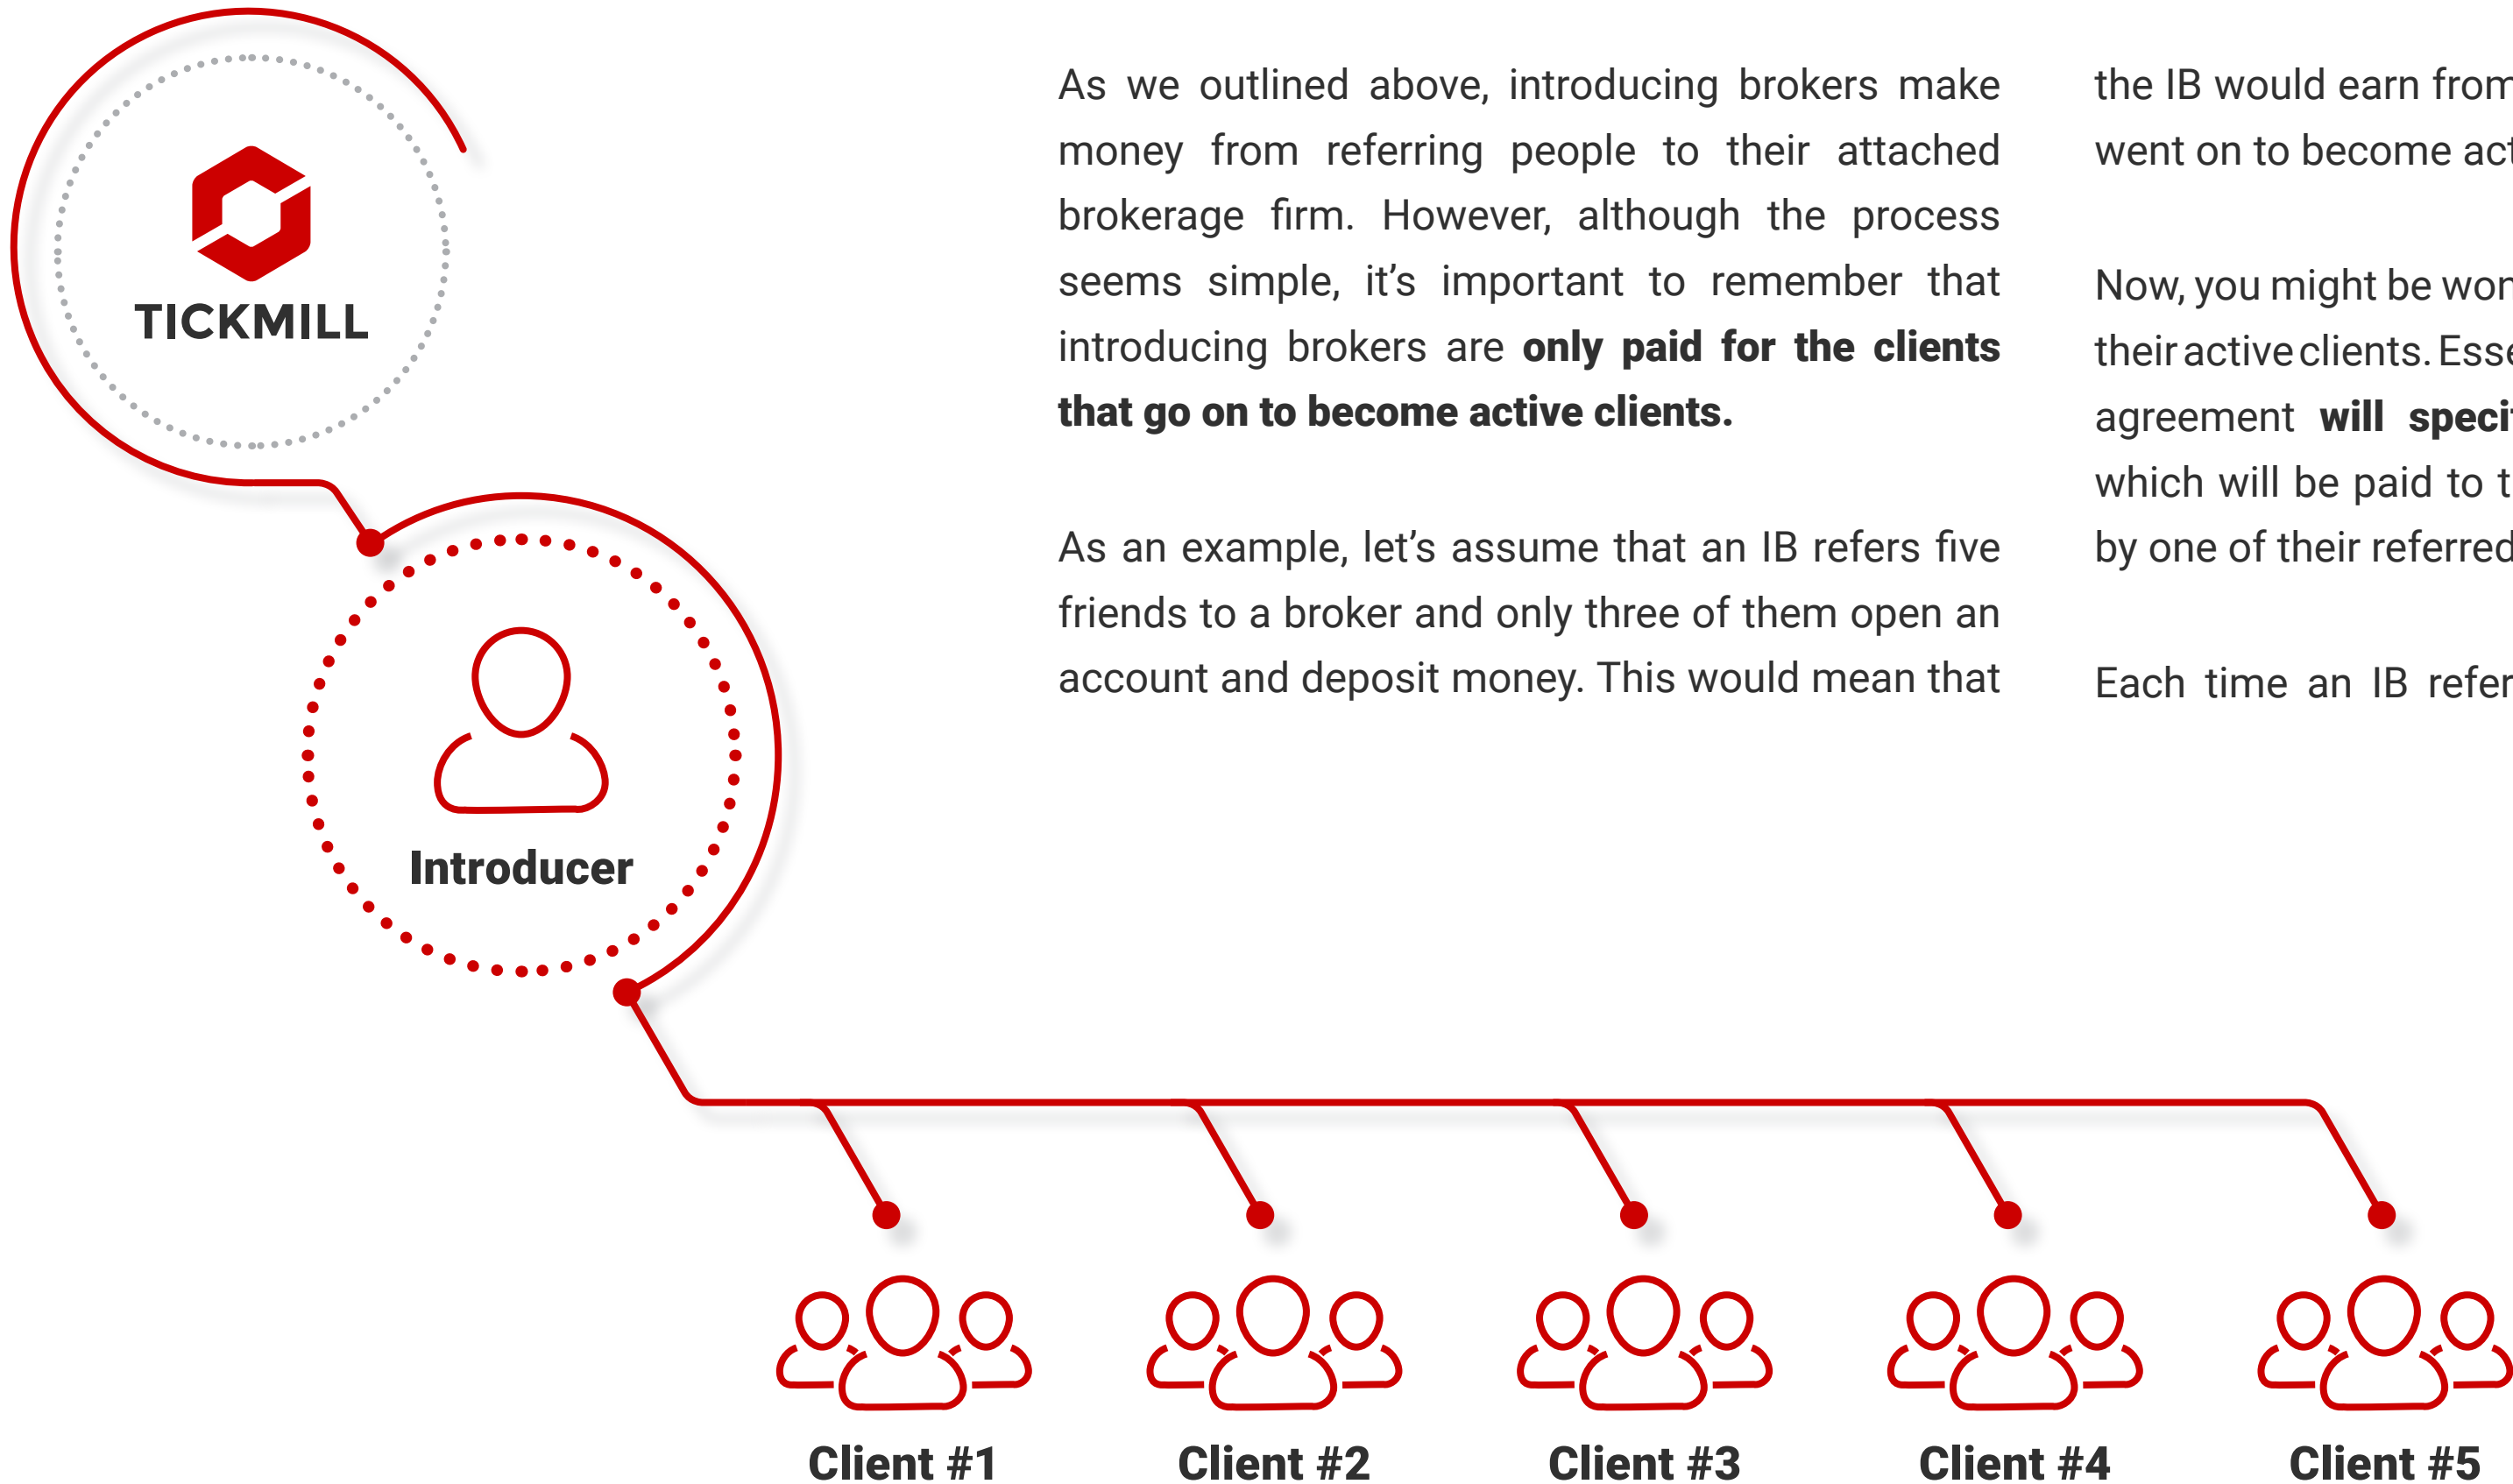 TICKMILL
As we outlined above, introducing brokers make
money from referring people to their attached
brokerage firm. However, although the process
seems simple, it’s important to remember that
introducing brokers are only paid for the clients
that go on to become active clients.
As an example, let’s assume that an IB refers five
friends to a broker and only three of them open an
account and deposit money. This would mean that
the IB would earn from
went on to become
Now, you might be
their active clients.
agreement will
which will be paid to
by one of their referred
Each time an IB
Introducer
Client #1
Client #2
Client #3
Client #4
Client #5